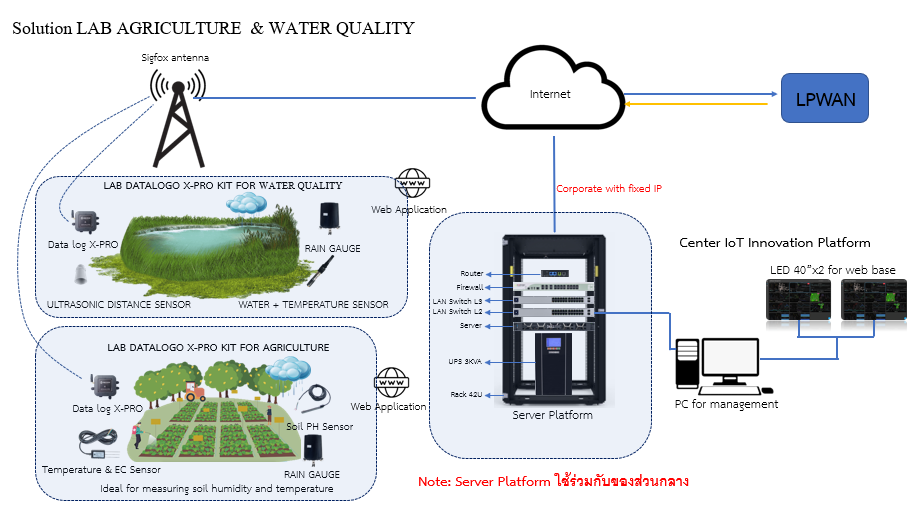 Solution LAB AGRICULTURE & WATER QUALITY
Sigfox antenna
Internet
LPWAN
Corporate with fixed IP
LAB DATALOGO X-PRO KIT FOR WATER QUALITY
WWW
Web Application
Data log X-PRO
RAIN GAUGE
ULTRASONIC DISTANCE SENSOR
WATER + TEMPERATURE SENSOR
Router
Firewall
LAN Switch L3
LAN Switch L2
Server
UPS 3KVA
Rack 42U
Server Platform
Center IoT Innovation Platform
LED 40"x2 for web base
PC for management
LAB DATALOGO X-PRO KIT FOR AGRICULTURE
WWW
Web Application
Data log X-PRO
Soil PH Sensor
Temperature & EC Sensor
RAIN GAUGE
Ideal for measuring soil humidity and temperature
Note: Server Platform ใช้ร่วมกับของส่วนกลาง